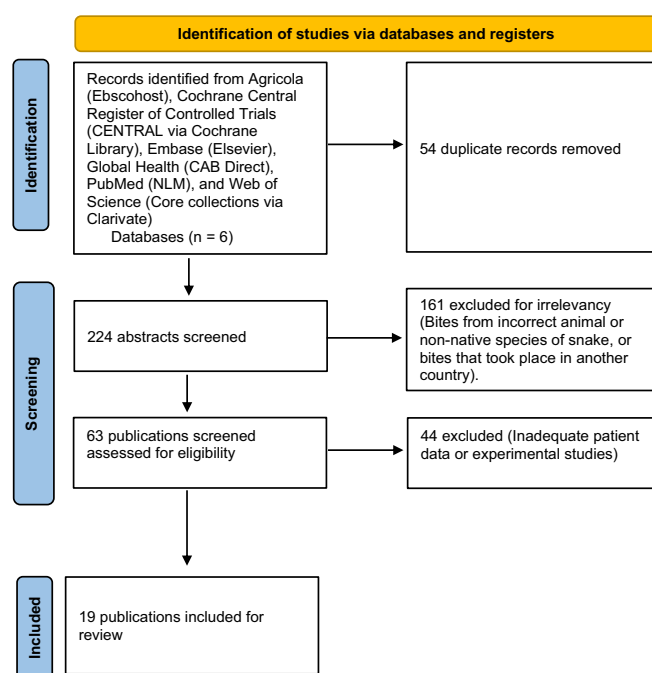 Identification of studies via databases and registers
Identification
Records identified from Agricola
(Ebscohost), Cochrane Central
Register of Controlled Trials
(CENTRAL via Cochrane
Library), Embase (Elsevier),
Global Health (CAB Direct),
PubMed (NLM), and Web of
Science (Core collections via
Clarivate)
Databases (n = 6)
54 duplicate records removed
Screening
224 abstracts screened
161 excluded for irrelevancy
(Bites from incorrect animal or
non-native species of snake, or
bites that took place in another
country).
63 publications screened
assessed for eligibility
44 excluded (Inadequate patient
data or experimental studies)
Included
19 publications included for
review